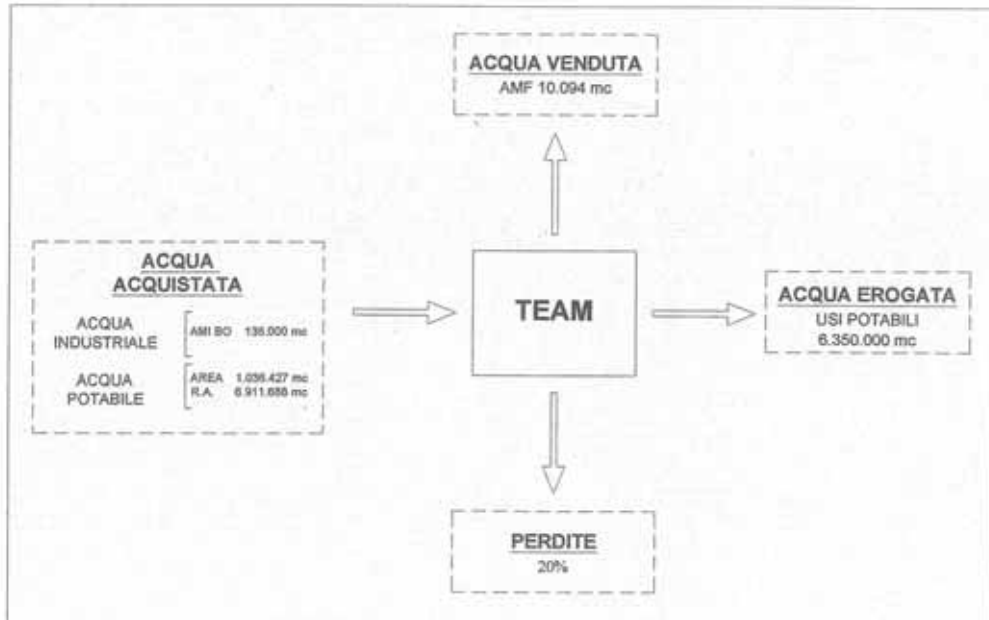 ACQUA VENDUTA
AMF 10.094 mc
ACQUA
ACQUISTATA
ACQUA
INDUSTRIALE
AMI BO 136.000 mc
ACQUA
POTABILE
AREA 1.036.427 mc
R.A. 6.911.688 mc
TEAM
ACQUA EROGATA
USI POTABILI
6.350.000 mc
PERDITE
20%